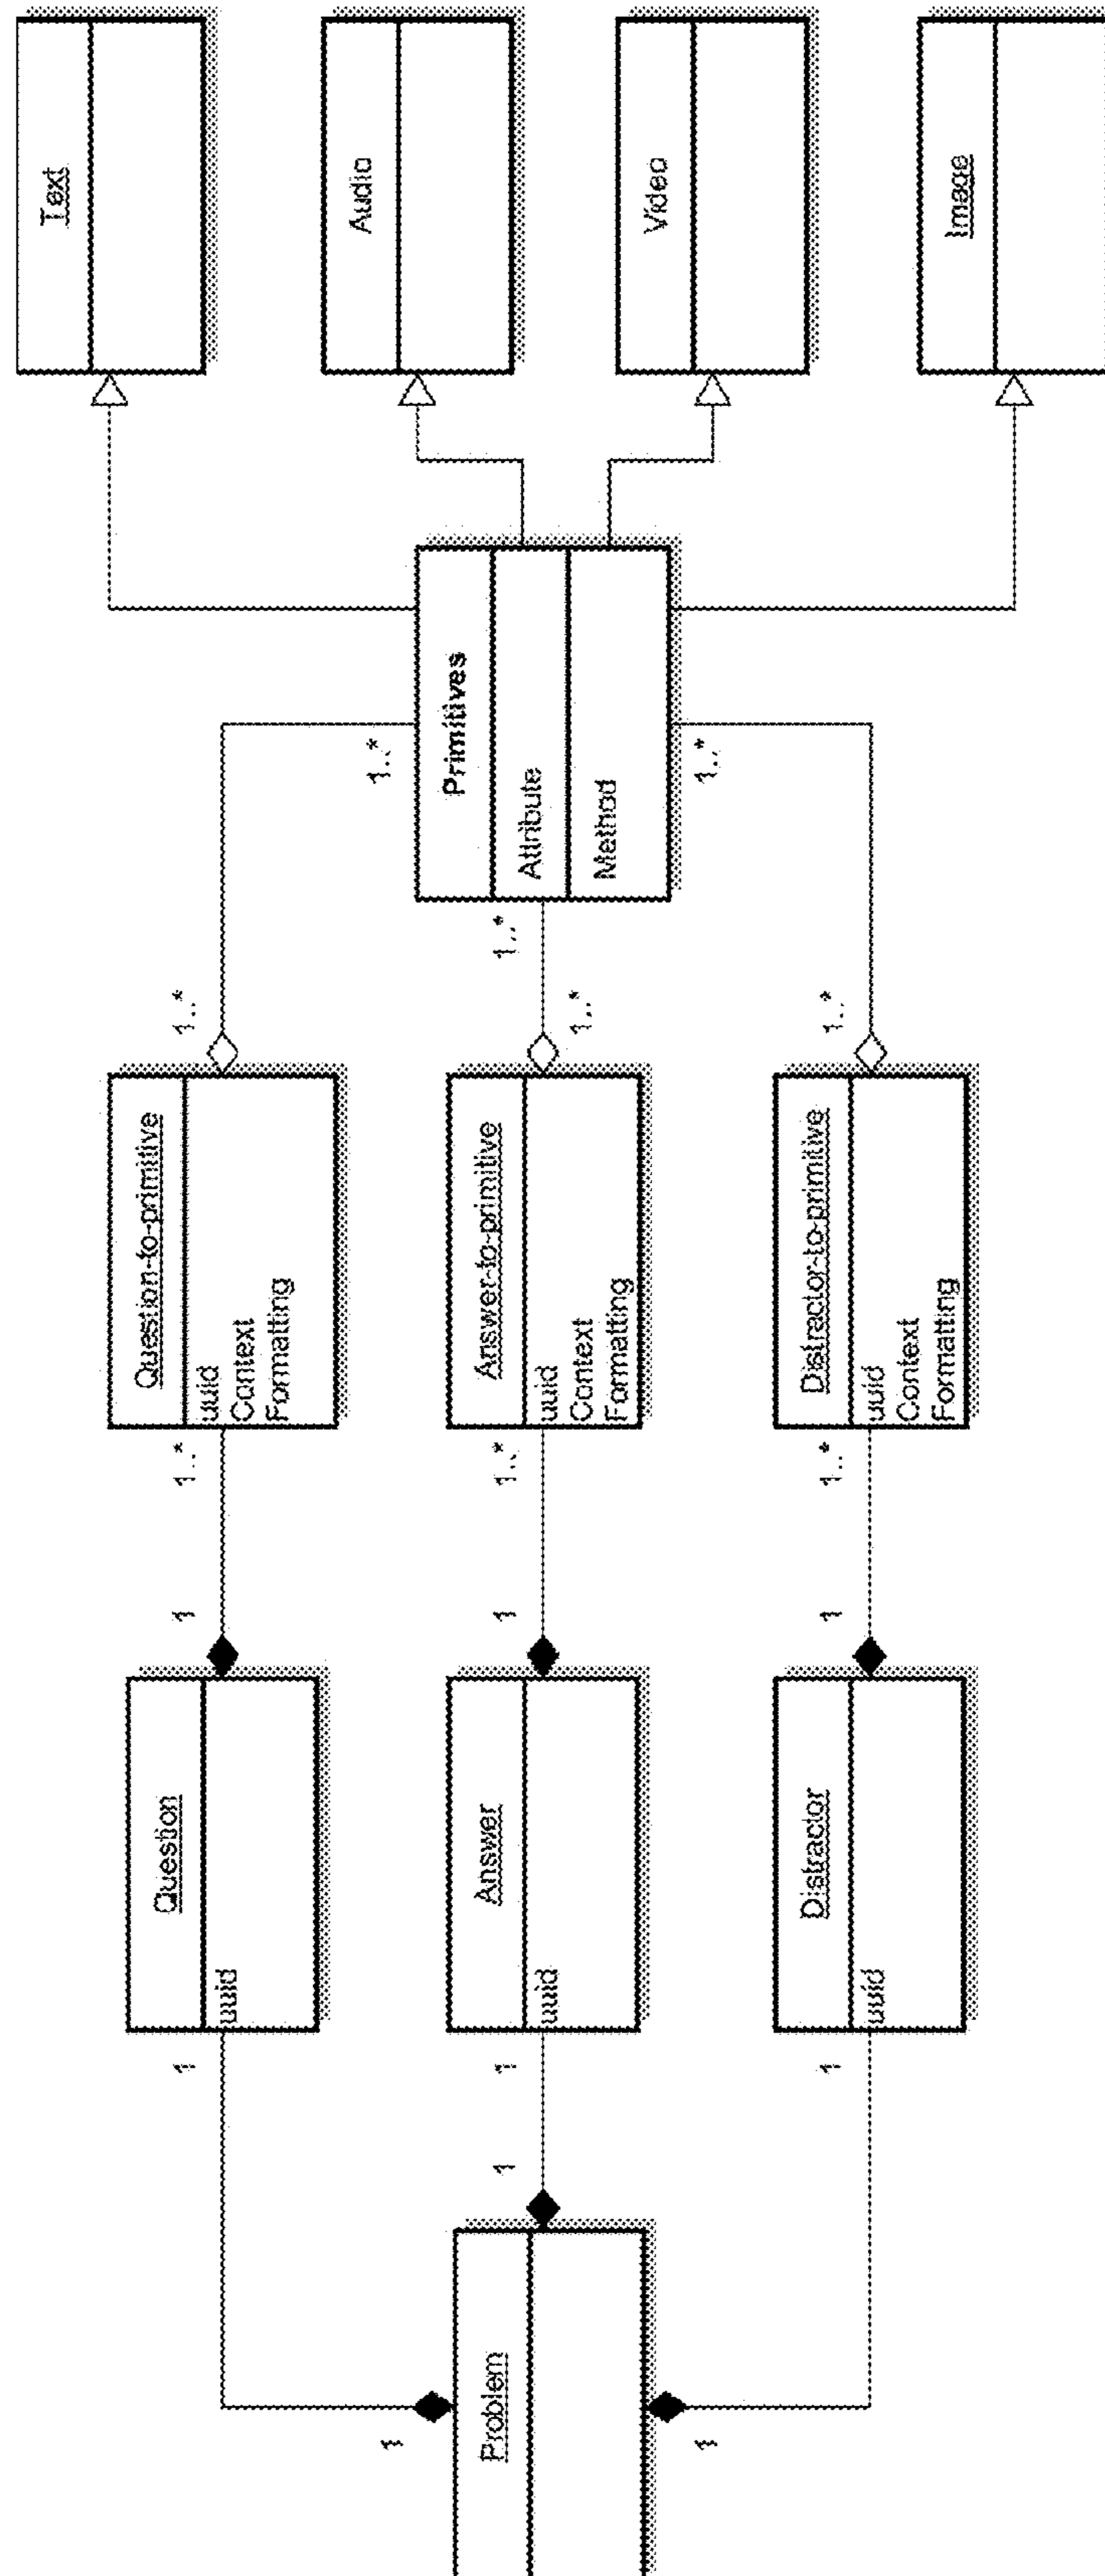 Problem
1
1
1
1
1
1
Question
uuid
Answer
uuid
Distractor
uuid
1
1
1
1..*
1..*
1..*
Question-to-primitive
uuid
Context
Formatting
Answer-to-primitive
uuid
Context
Formatting
Distractor-to-primitive
uuid
Context
Formatting
1..*
1..*
1..*
1..*
1..*
1..*
Primitives
Attribute
Method
Text
Audio
Video
Image